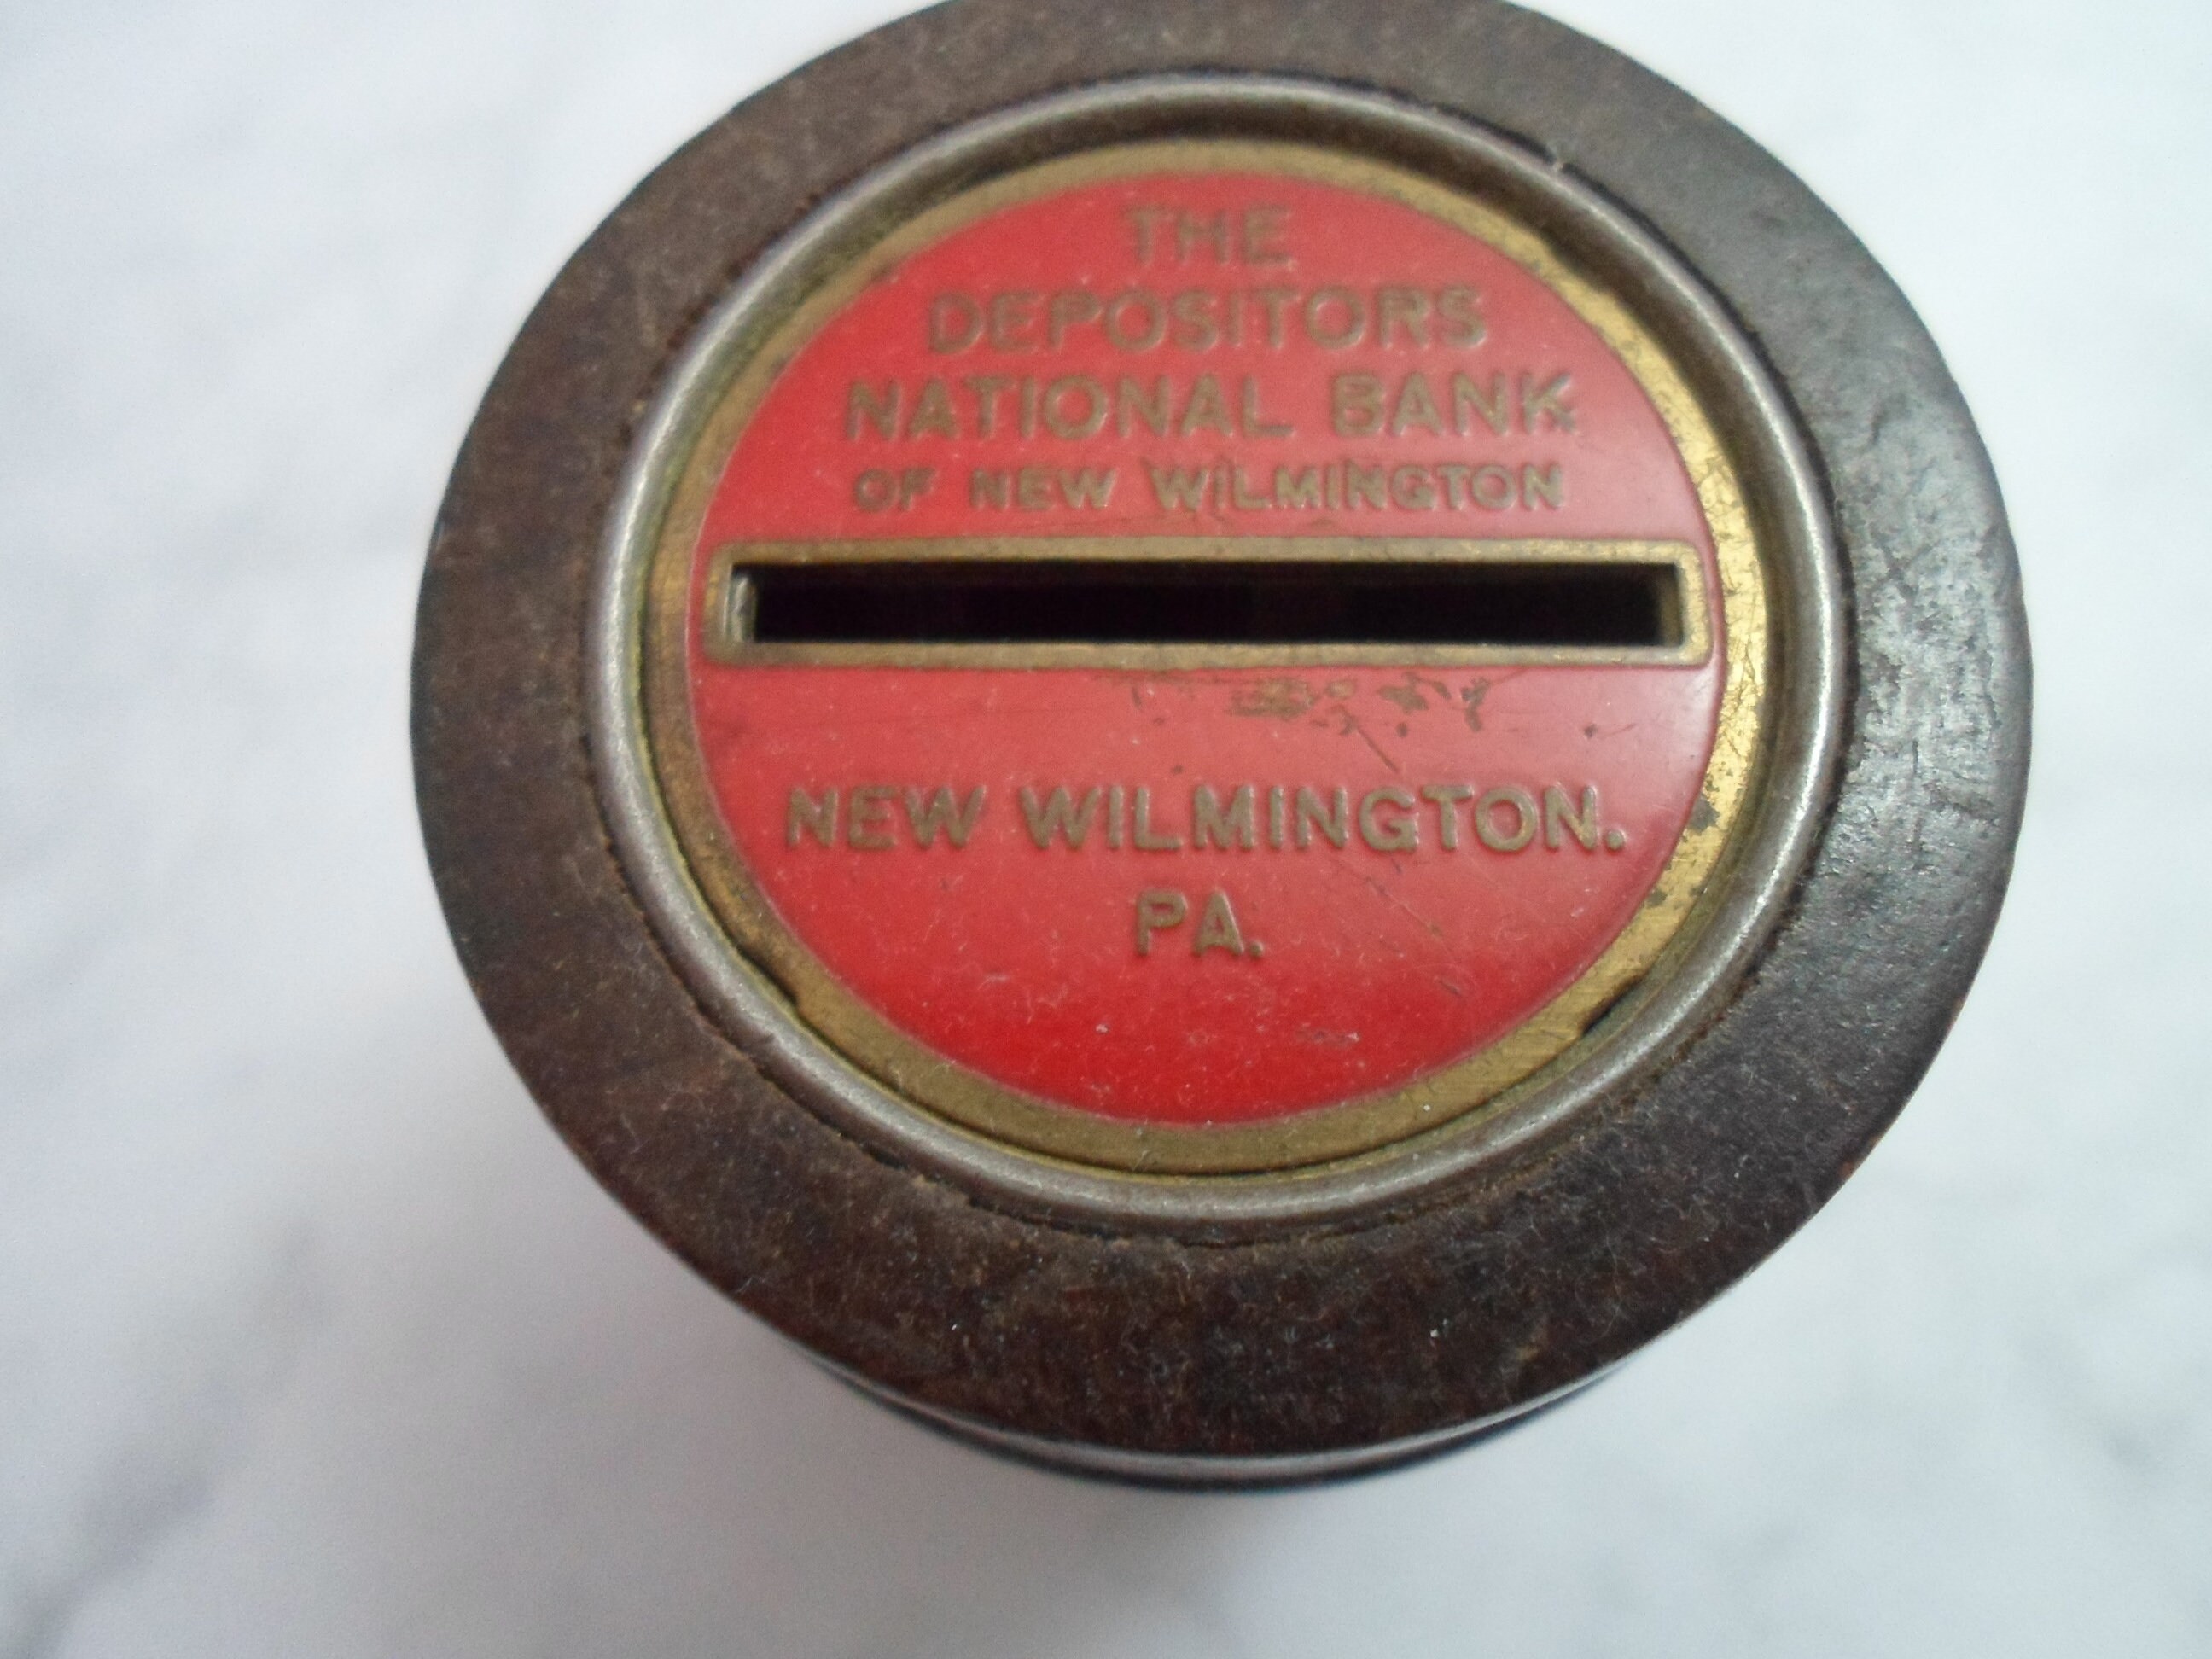 THE
DEPOSITORS
NATIONAL BANK
OF NEW WILMINGTON
NEW WILMINGTON.
PA.